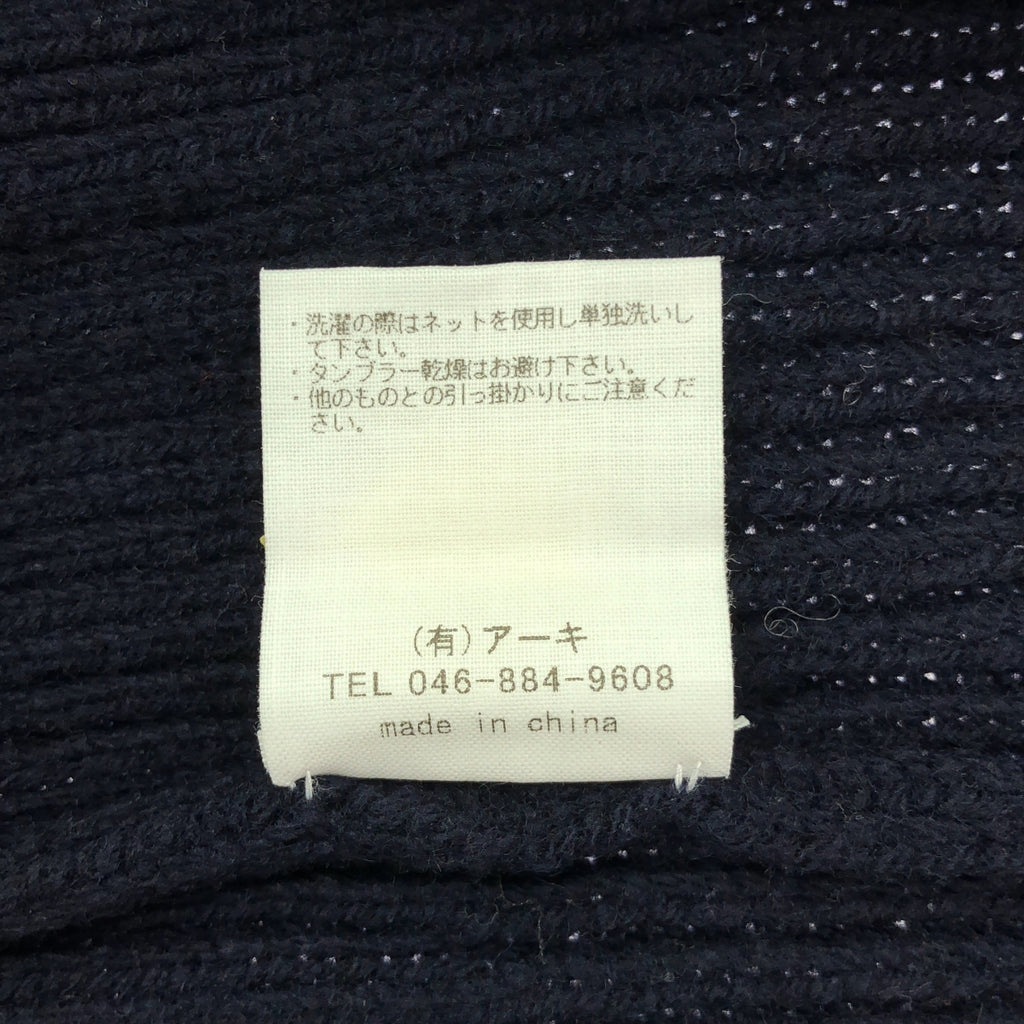 ・洗濯の際はネットを使用し単独洗いし
て下さい。
・タンブラー乾燥はお避け下さい。
・他のものとの引っ掛かりにご注意くだ
さい。
(有)アーキ
TEL 046-884-9608
made in china